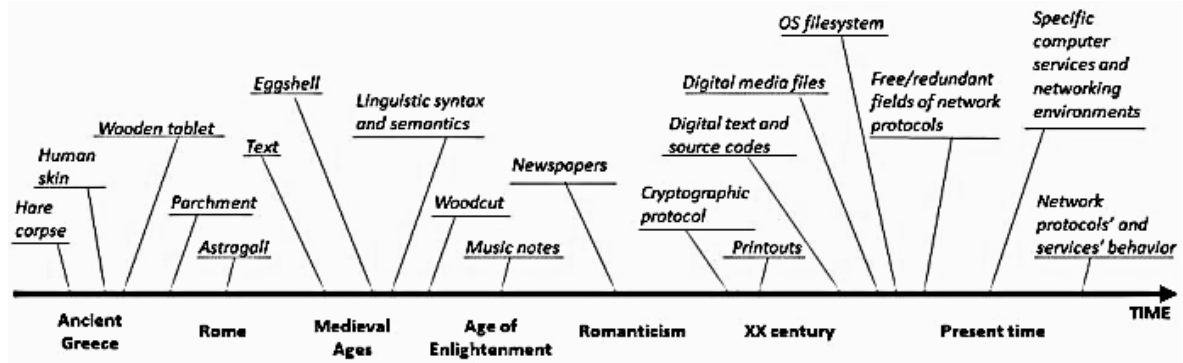 OS filesystem
Specific
computer
services and
networking
environments
Eggshell
Linguistic syntax
and semantics
Digital media files
Free/redundant
fields of network
protocols
Wooden tablet
Text
Digital text and
source codes
Human
skin
Newspapers
Hare
corpse
Parchment
Woodcut
Cryptographic
protocol
Network
protocols' and
services' behavior
Astragali
Music notes
Printouts
TIME
Ancient
Greece
Rome
Medieval
Ages
Age of
Enlightenment
Romanticism
XX century
Present time